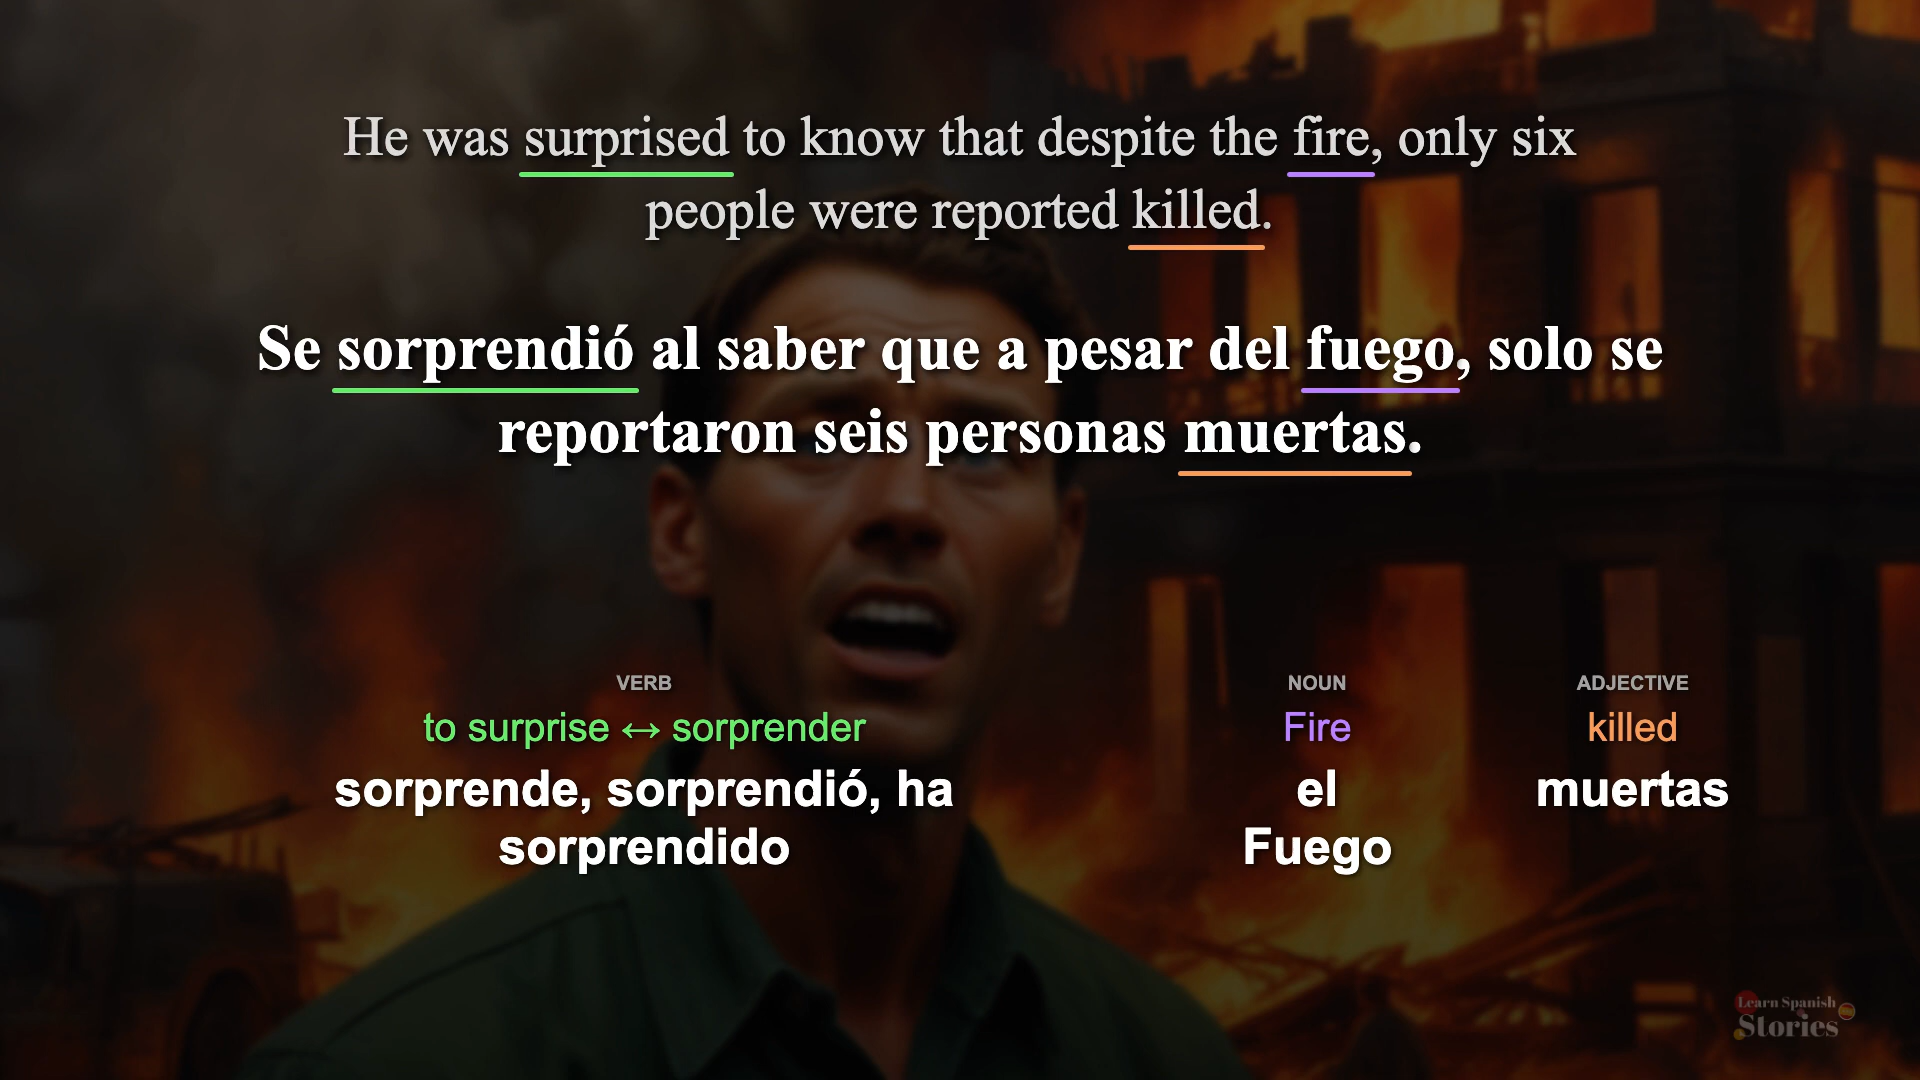 He was surprised to know that despite the fire, only six
people were reported killed.
Se sorprendió al saber que a pesar del fuego, solo se
reportaron seis personas muertas.
VERB
to surprise ↔ sorprender
sorprende, sorprendió, ha
sorprendido
NOUN
Fire
el
Fuego
ADJECTIVE
killed
muertas
Learn Spanish
Stories